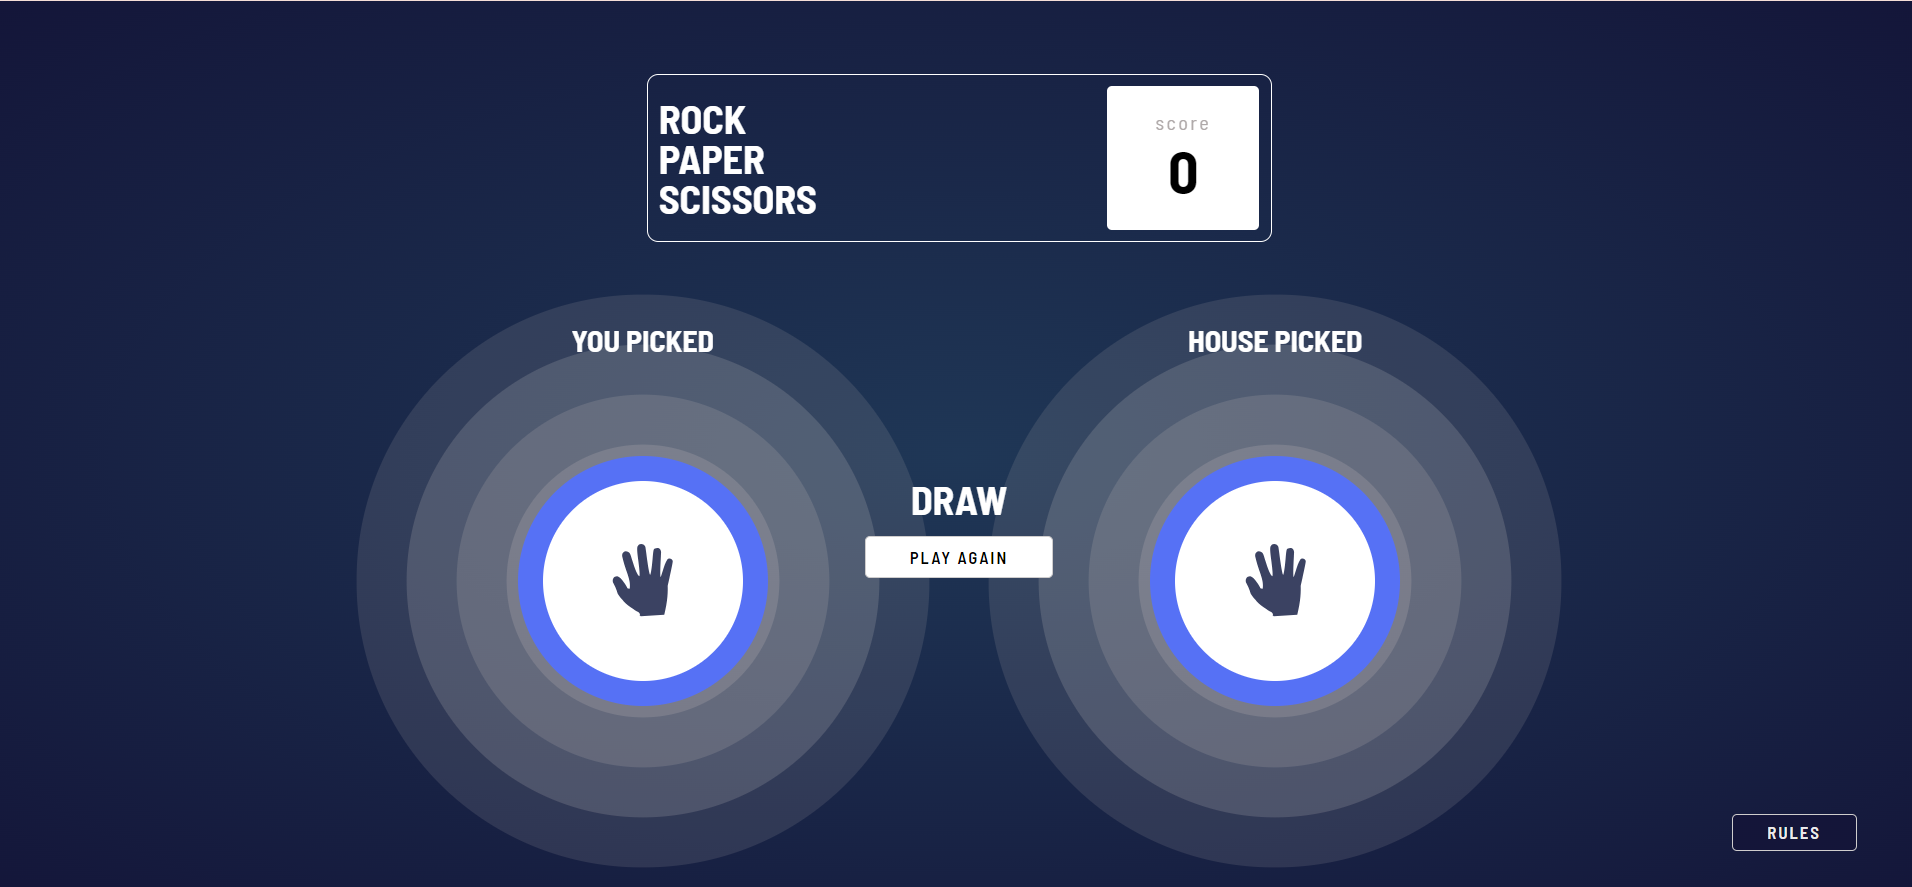 ROCK
PAPER
SCISSORS
score
0
YOU PICKED
HOUSE PICKED
DRAW
PLAY AGAIN
RULES